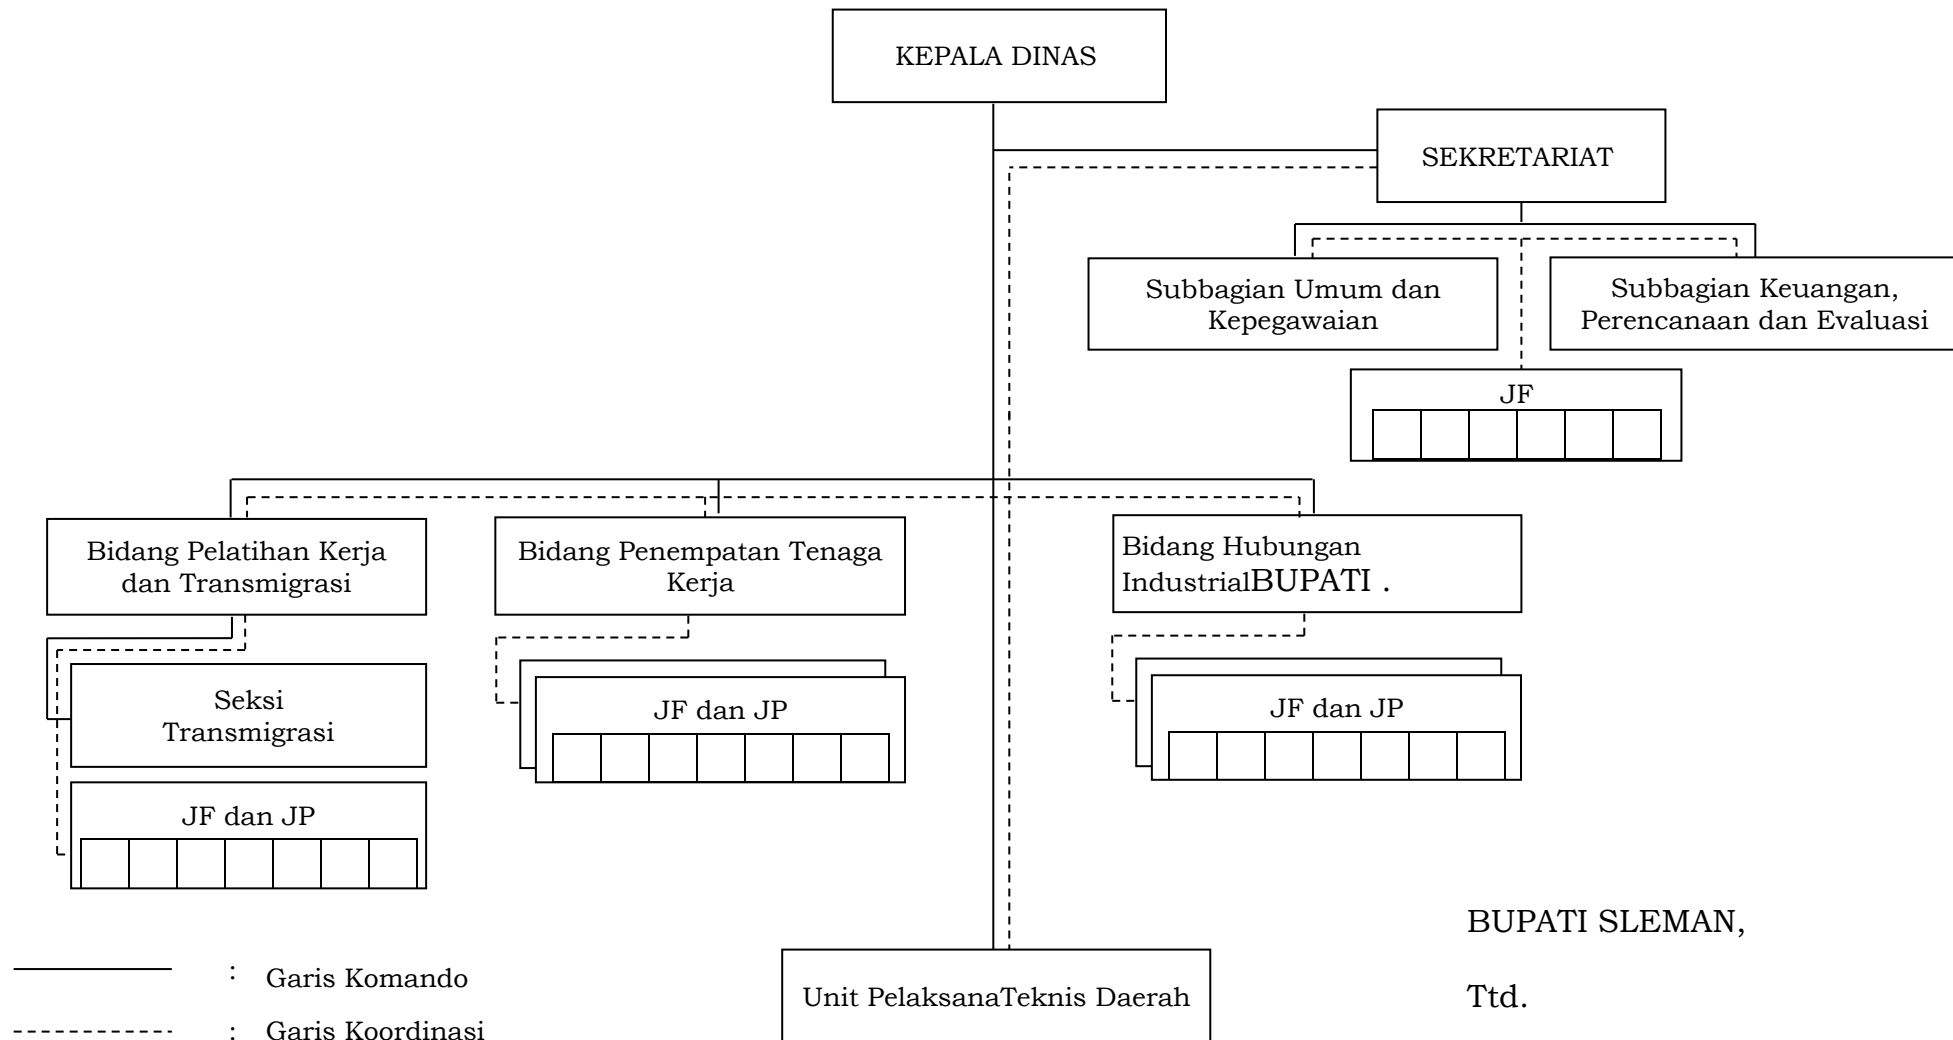 KEPALA DINAS
SEKRETARIAT
Subbagian Umum dan
Kepegawaian
Subbagian Keuangan,
Perencanaan dan Evaluasi
JF
Bidang Pelatihan Kerja
dan Transmigrasi
Bidang Penempatan Tenaga
Kerja
Bidang Hubungan
IndustrialBUPATI .
Seksi
Transmigrasi
JF dan JP
JF dan JP
JF dan JP
: Garis Komando
: Garis Koordinasi
Unit PelaksanaTeknis Daerah
BUPATI SLEMAN,
Ttd.